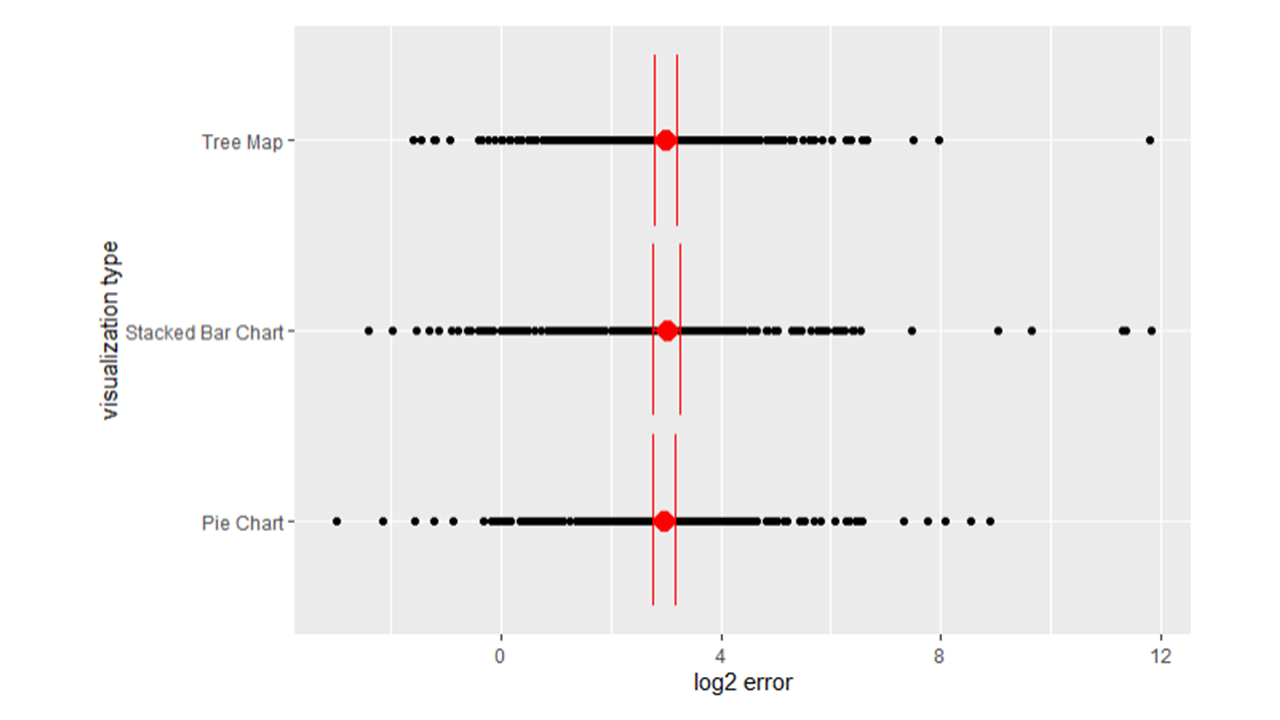 Tree Map
Stacked Bar Chart
Pie Chart
visualization type
0 4 8 12
log2 error